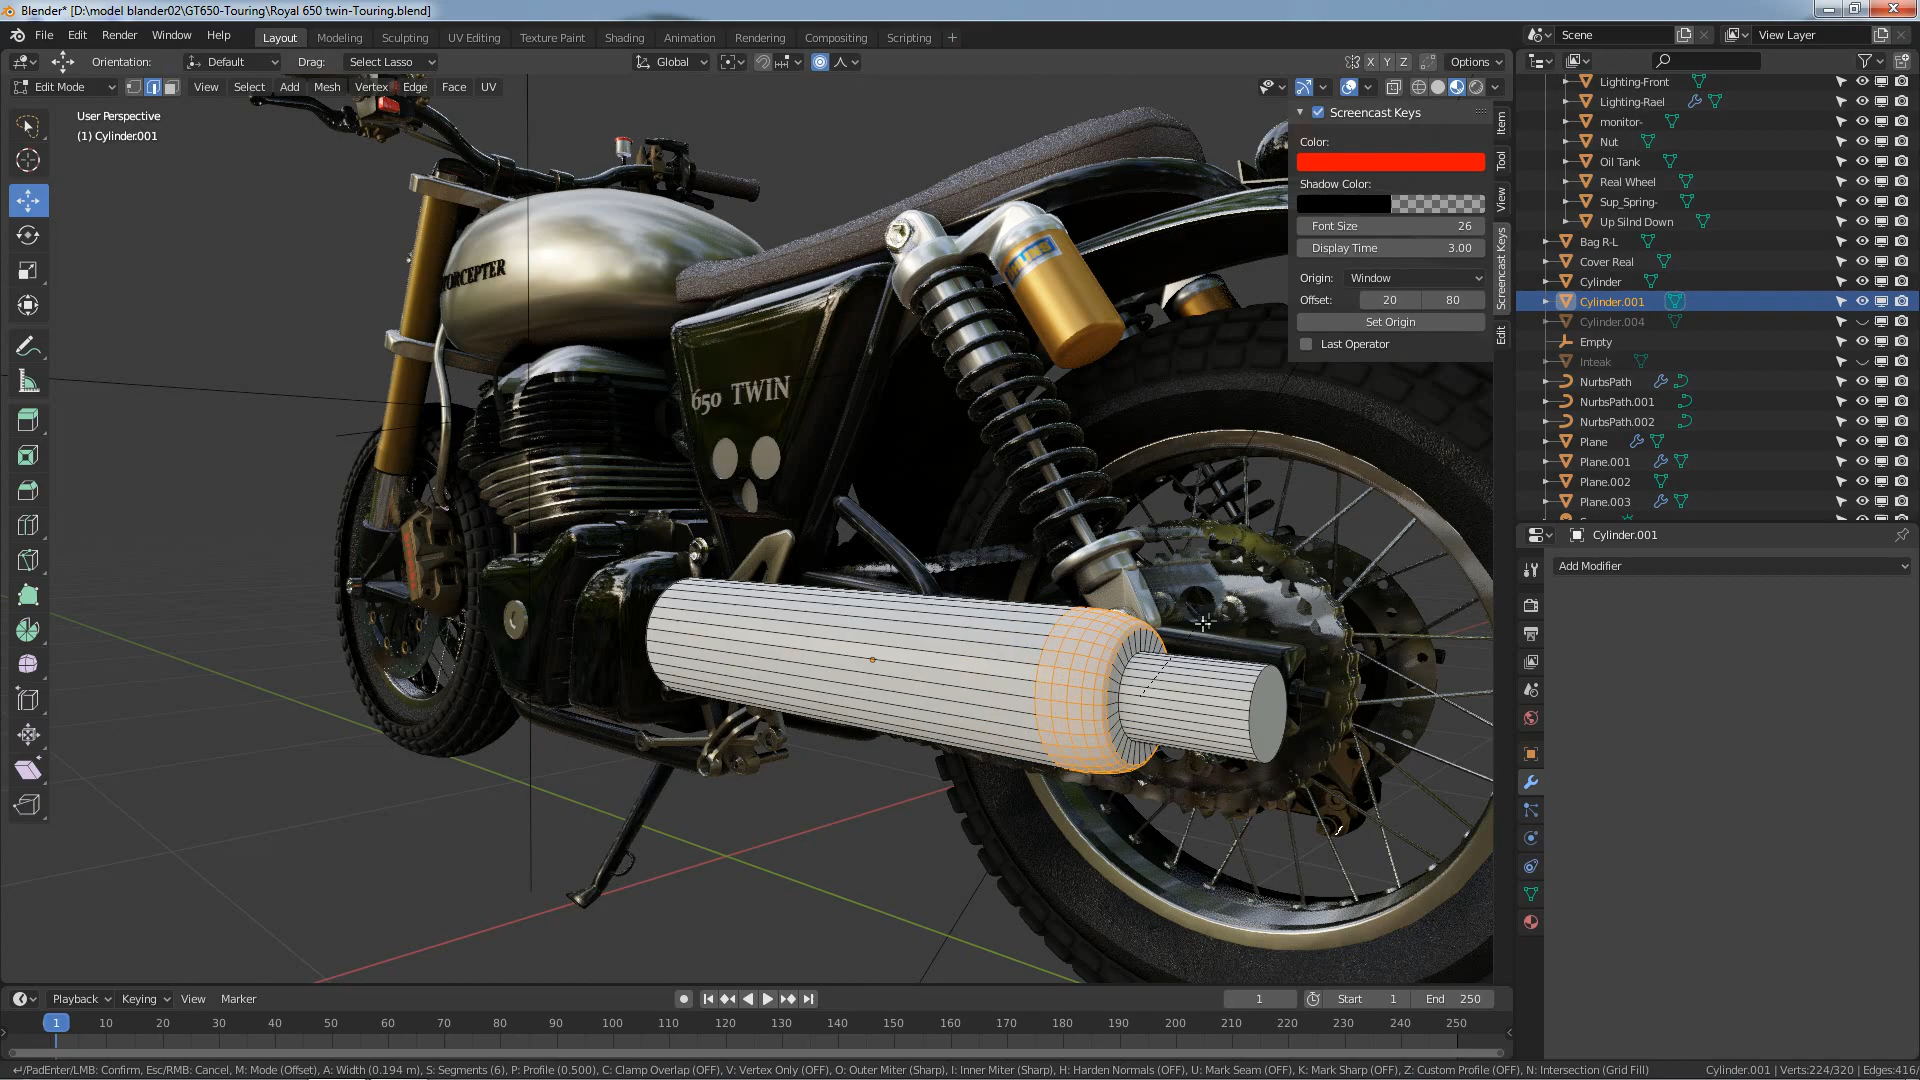 Blender* [D:\model blander02\GT650-Touring\Royal 650 twin-Touring.blend]
File Edit Render Window Help Layout Modeling Sculpting UV Editing Texture Paint Shading Animation Rendering Compositing Scripting + Scene View Layer
Orientation: Default Drag: Select Lasso Global X Y Z Options
Edit Mode View Select Add Mesh Vertex Edge Face UV
User Perspective
(1) Cylinder.001
Screencast Keys
Color:
Shadow Color:
Font Size 26
Display Time 3.00
Origin: Window
Offset: 20 80
Set Origin
Last Operator
Item
Tool
View
Screencast Keys
Edit
650 TWIN
Lighting-Front
Lighting-Rael
monitor-
Nut
Oil Tank
Real Wheel
Sup_Spring-
Up Silnd Down
Bag R-L
Cover Real
Cylinder
Cylinder.001
Cylinder.004
Empty
Inteak
NurbsPath
NurbsPath.001
NurbsPath.002
Plane
Plane.001
Plane.002
Plane.003
Cylinder.001
Add Modifier
Playback Keying View Marker 1 Start 1 End 250
1 10 20 30 40 50 60 70 80 90 100 110 120 130 140 150 160 170 180 190 200 210 220 230 240 250
↵/PadEnter/LMB: Confirm, Esc/RMB: Cancel, M: Mode (Offset), A: Width (0.194 m), S: Segments (6), P: Profile (0.500), C: Clamp Overlap (OFF), V: Vertex Only (OFF), O: Outer Miter (Sharp), I: Inner Miter (Sharp), H: Harden Normals (OFF), U: Mark Seam (OFF), K: Mark Sharp (OFF), Z: Custom Profile (OFF), N: Intersection (Grid Fill) Cylinder.001 | Verts:224/320 | Edges:416/